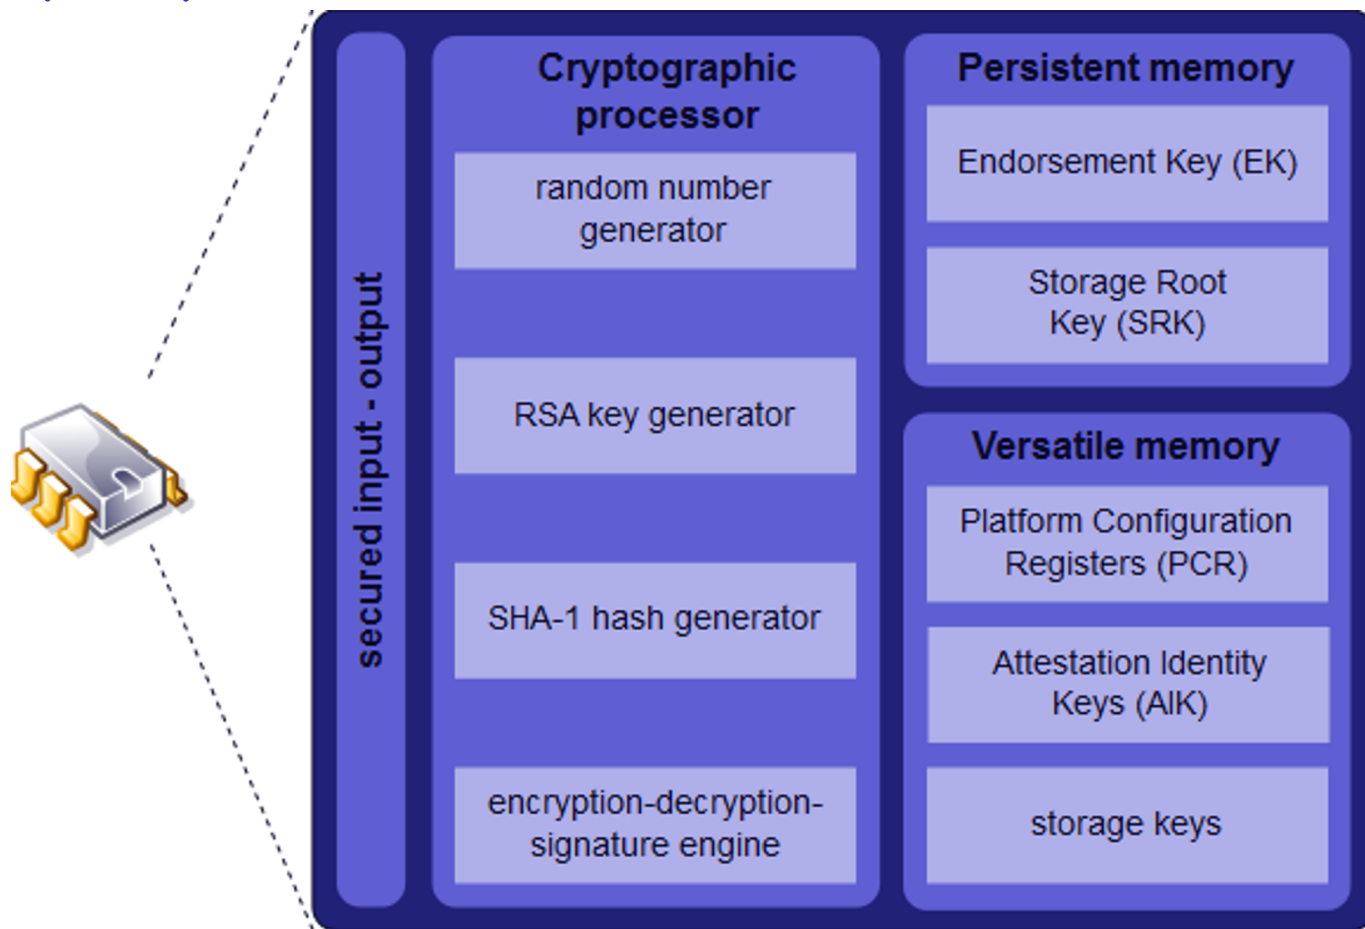 secured input - output
Cryptographic
processor
random number
generator
RSA key generator
SHA-1 hash generator
encryption-decryption-
signature engine
Persistent memory
Endorsement Key (EK)
Storage Root
Key (SRK)
Versatile memory
Platform Configuration
Registers (PCR)
Attestation Identity
Keys (AIK)
storage keys